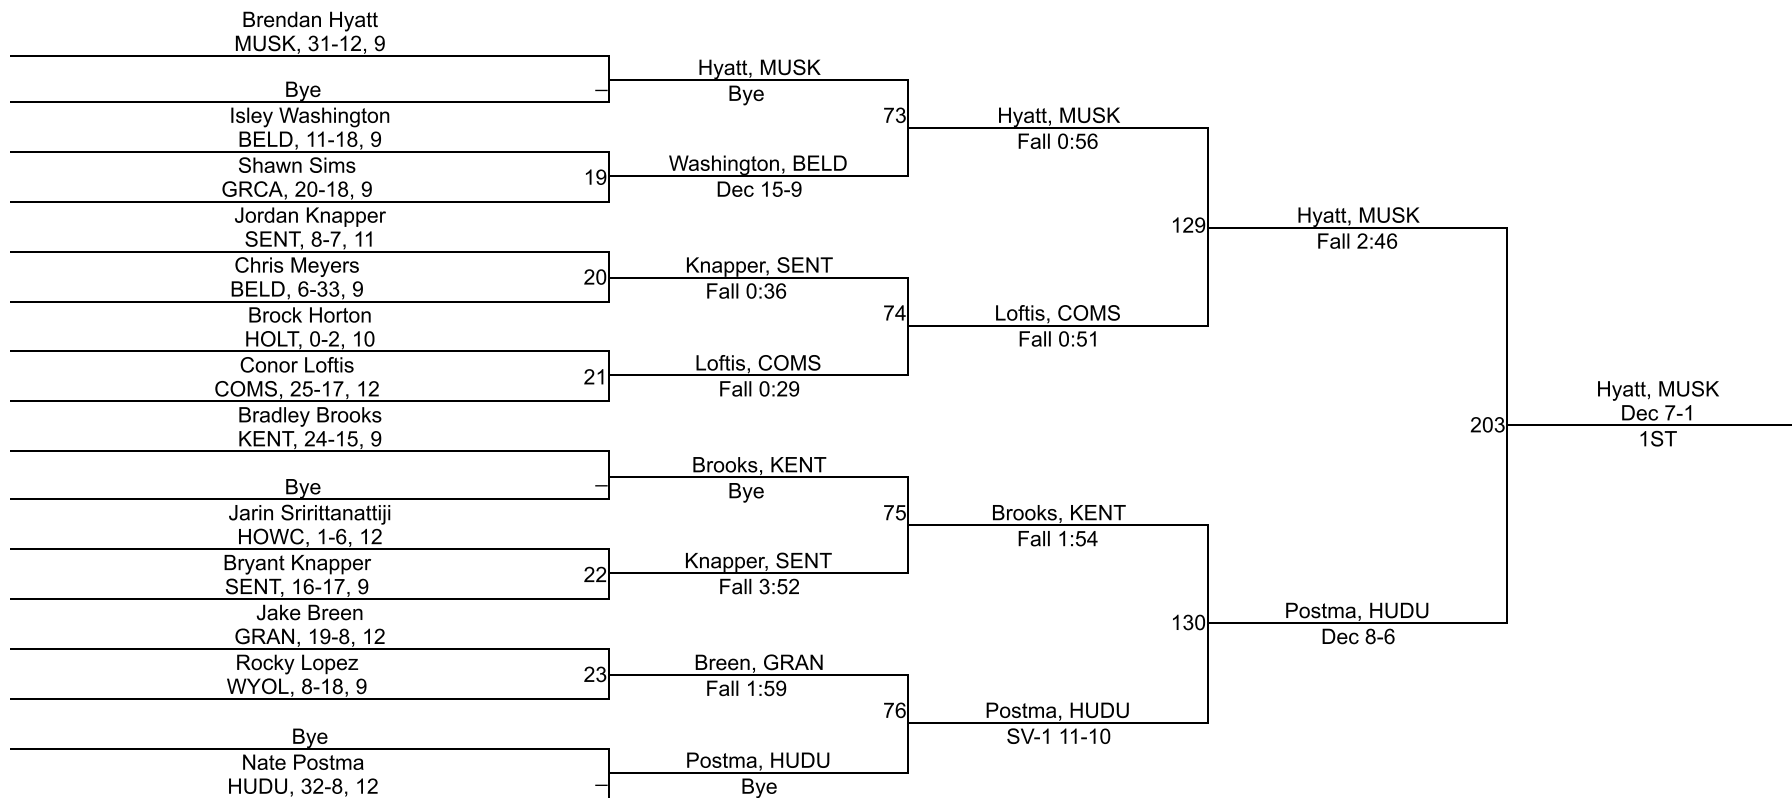 Brendan Hyatt
MUSK, 31-12, 9
Bye
–
Isley Washington
BELD, 11-18, 9
Shawn Sims
GRCA, 20-18, 9
19
Jordan Knapper
SENT, 8-7, 11
Chris Meyers
BELD, 6-33, 9
20
Brock Horton
HOLT, 0-2, 10
Conor Loftis
COMS, 25-17, 12
21
Bradley Brooks
KENT, 24-15, 9
Bye
–
Jarin Sririttanattiji
HOWC, 1-6, 12
Bryant Knapper
SENT, 16-17, 9
22
Jake Breen
GRAN, 19-8, 12
Rocky Lopez
WYOL, 8-18, 9
23
Bye
Nate Postma
HUDU, 32-8, 12
–
Hyatt, MUSK
Bye
73
Washington, BELD
Dec 15-9
Knapper, SENT
Fall 0:36
74
Loftis, COMS
Fall 0:29
Brooks, KENT
Bye
75
Knapper, SENT
Fall 3:52
Breen, GRAN
Fall 1:59
76
Postma, HUDU
Bye
Hyatt, MUSK
Fall 0:56
129
Loftis, COMS
Fall 0:51
Brooks, KENT
Fall 1:54
130
Postma, HUDU
SV-1 11-10
Hyatt, MUSK
Fall 2:46
203
Postma, HUDU
Dec 8-6
Hyatt, MUSK
Dec 7-1
1ST